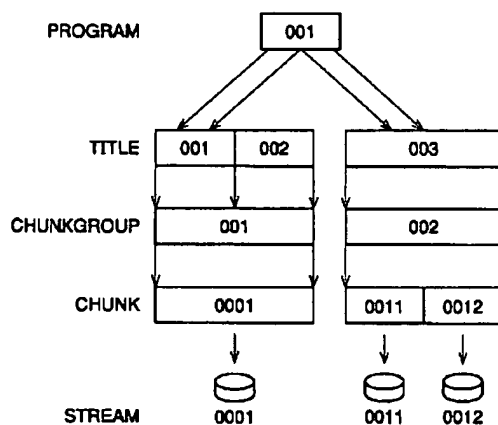 PROGRAM 001
TITLE 001 002 003
CHUNKGROUP 001 002
CHUNK 0001 0011 0012
STREAM 0001 0011 0012